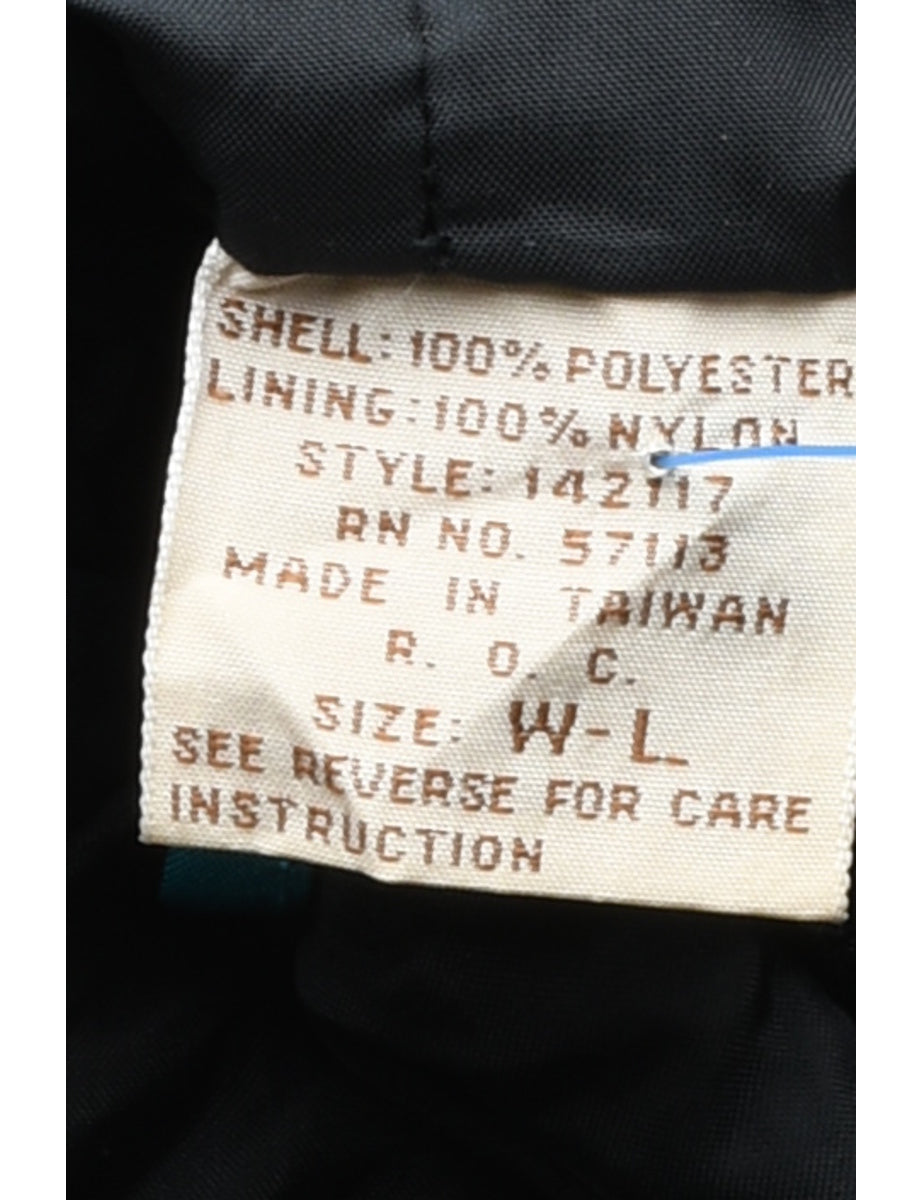 SHELL: 100% POLYESTER
LINING: 100% NYLON
STYLE: 142117
RN NO. 57113
MADE IN TAIWAN
R. O. C.
SIZE: W-L
SEE REVERSE FOR CARE
INSTRUCTION